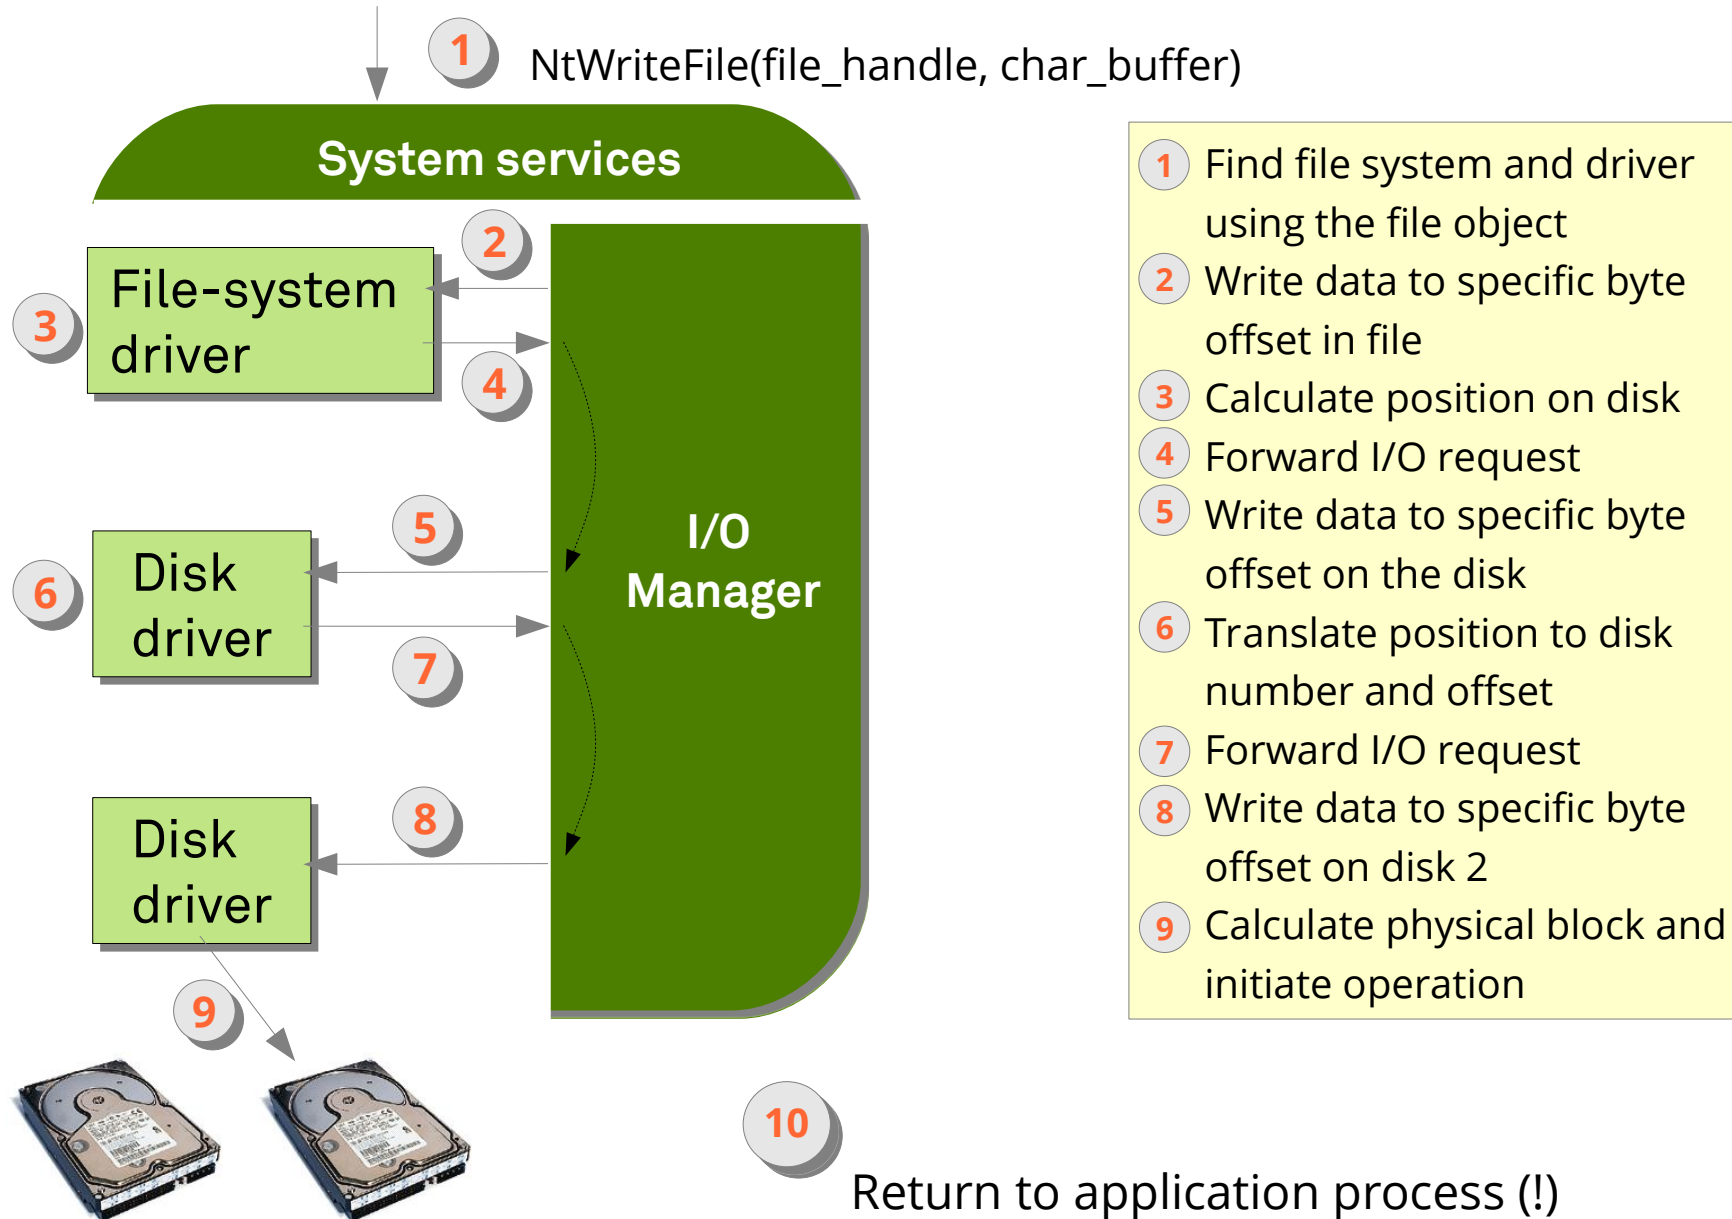 1
NtWriteFile(file_handle, char_buffer)
System services
2
File-system
driver
3
4
I/O
Manager
5
Disk
driver
6
7
8
Disk
driver
9
10
Return to application process (!)
1 Find file system and driver
using the file object
2 Write data to specific byte
offset in file
3 Calculate position on disk
4 Forward I/O request
5 Write data to specific byte
offset on the disk
6 Translate position to disk
number and offset
7 Forward I/O request
8 Write data to specific byte
offset on disk 2
9 Calculate physical block and
initiate operation